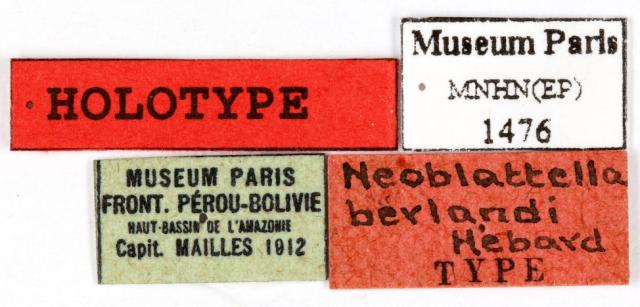 HOLOTYPE
Museum Paris
MNHN(EP)
1476
MUSEUM PARIS
FRONT. PÉROU-BOLIVIE
HAUT-BASSIN DE L'AMAZONIE
Capit. MAILLES 1912
Neoblattella
berlandi
Hebard
TYPE